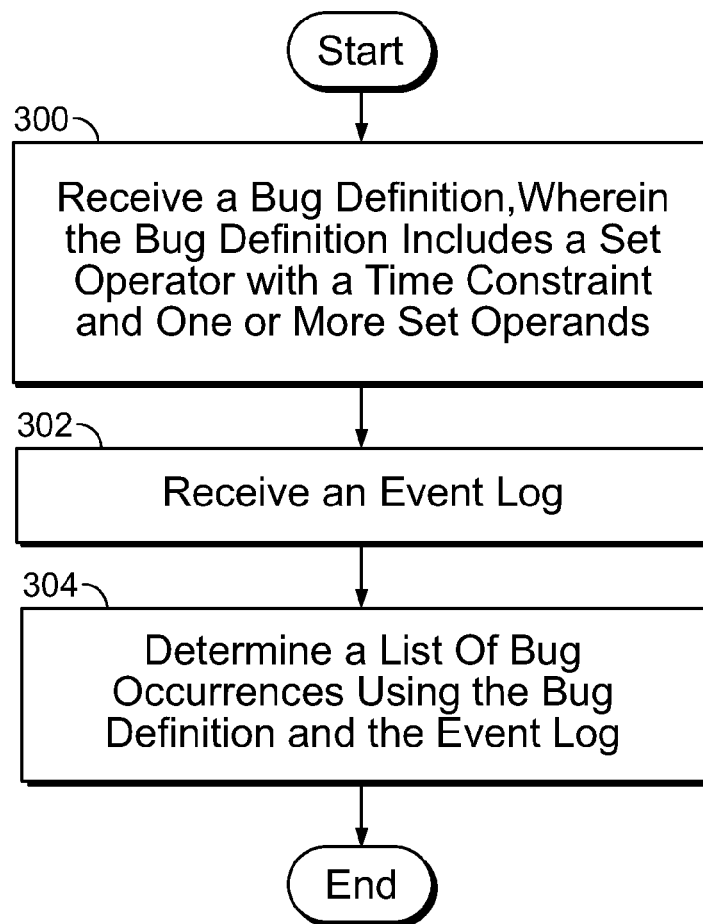 Start
300
Receive a Bug Definition,Wherein
the Bug Definition Includes a Set
Operator with a Time Constraint
and One or More Set Operands
302
Receive an Event Log
304
Determine a List Of Bug
Occurrences Using the Bug
Definition and the Event Log
End